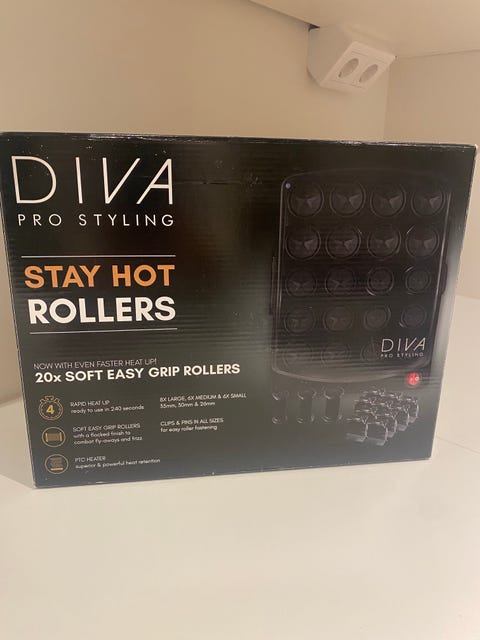 DIVA
PRO STYLING
STAY HOT
ROLLERS
NOW WITH EVEN FASTER HEAT UP!
20x SOFT EASY GRIP ROLLERS
4
RAPID HEAT UP
ready to use in 240 seconds
SOFT EASY GRIP ROLLERS
with a flocked finish to
combat fly-aways and frizz
PTC HEATER
superior & powerful heat retention
8X LARGE, 6X MEDIUM & 6X SMALL
CLIPS & PINS IN ALL SIZES
for easy roller fastening
DIVA
PRO STYLING